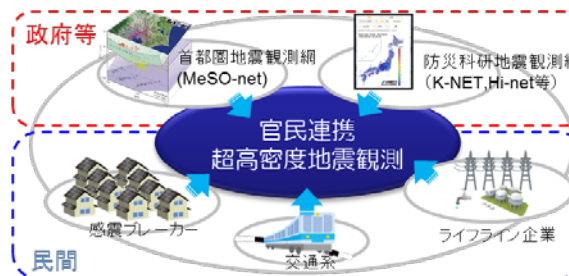 政府等
首都圏地震観測網
(MeSO-net)
防災科研地震観測網
(K-NET,Hi-net等)
官民連携
超高密度地震観測
感震ブレーカー
交通系
ライフライン企業
民間